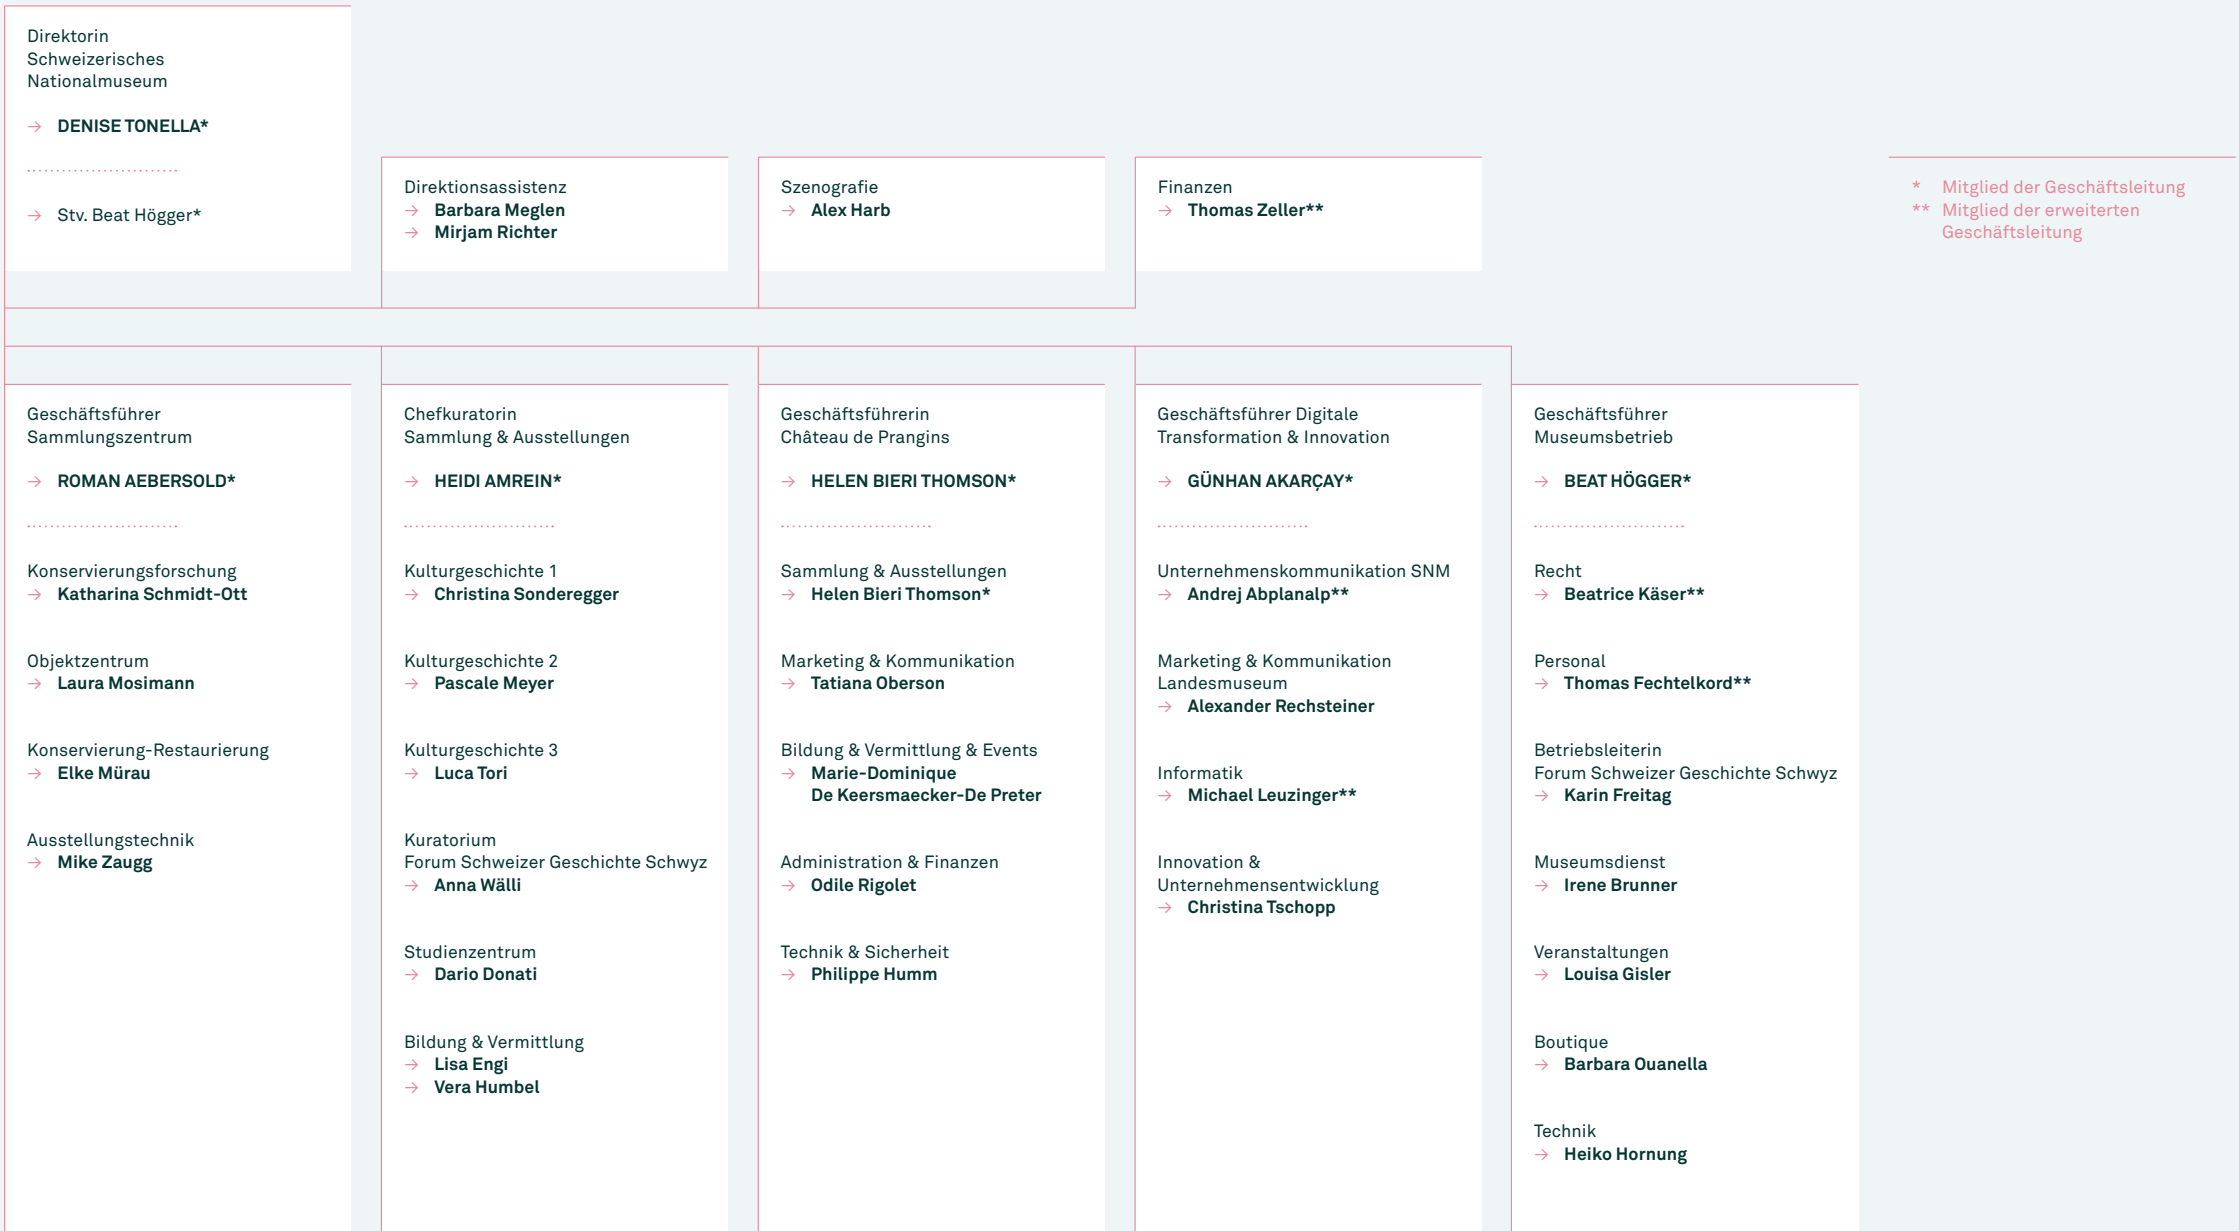 Direktorin
Schweizerisches
Nationalmuseum
→ DENISE TONELLA*
→ Stv. Beat Högger*
Direktionsassistenz
→ Barbara Meglen
→ Mirjam Richter
Szenografie
→ Alex Harb
Finanzen
→ Thomas Zeller**
* Mitglied der Geschäftsleitung
** Mitglied der erweiterten
Geschäftsleitung
Geschäftsführer
Sammlungszentrum
→ ROMAN AEBERSOLD*
Konservierungsforschung
→ Katharina Schmidt-Ott
Objektzentrum
→ Laura Mosimann
Konservierung-Restaurierung
→ Elke Mürau
Ausstellungstechnik
→ Mike Zaugg
Chefkuratorin
Sammlung & Ausstellungen
→ HEIDI AMREIN*
Kulturgeschichte 1
→ Christina Sonderegger
Kulturgeschichte 2
→ Pascale Meyer
Kulturgeschichte 3
→ Luca Tori
Kuratorium
Forum Schweizer Geschichte Schwyz
→ Anna Wälli
Studienzentrum
→ Dario Donati
Bildung & Vermittlung
→ Lisa Engi
→ Vera Humbel
Geschäftsführerin
Château de Prangins
→ HELEN BIERI THOMSON*
Sammlung & Ausstellungen
→ Helen Bieri Thomson*
Marketing & Kommunikation
→ Tatiana Oberson
Bildung & Vermittlung & Events
→ Marie-Dominique
De Keersmaecker-De Preter
Administration & Finanzen
→ Odile Rigolet
Technik & Sicherheit
→ Philippe Humm
Geschäftsführer Digitale
Transformation & Innovation
→ GÜNHAN AKARÇAY*
Unternehmenskommunikation SNM
→ Andrej Abplanalp**
Marketing & Kommunikation
Landesmuseum
→ Alexander Rechsteiner
Informatik
→ Michael Leuzinger**
Innovation &
Unternehmensentwicklung
→ Christina Tschopp
Geschäftsführer
Museumsbetrieb
→ BEAT HÖGGER*
Recht
→ Beatrice Käser**
Personal
→ Thomas Fechtelkord**
Betriebsleiterin
Forum Schweizer Geschichte Schwyz
→ Karin Freitag
Museumsdienst
→ Irene Brunner
Veranstaltungen
→ Louisa Gisler
Boutique
→ Barbara Ouanella
Technik
→ Heiko Hornung